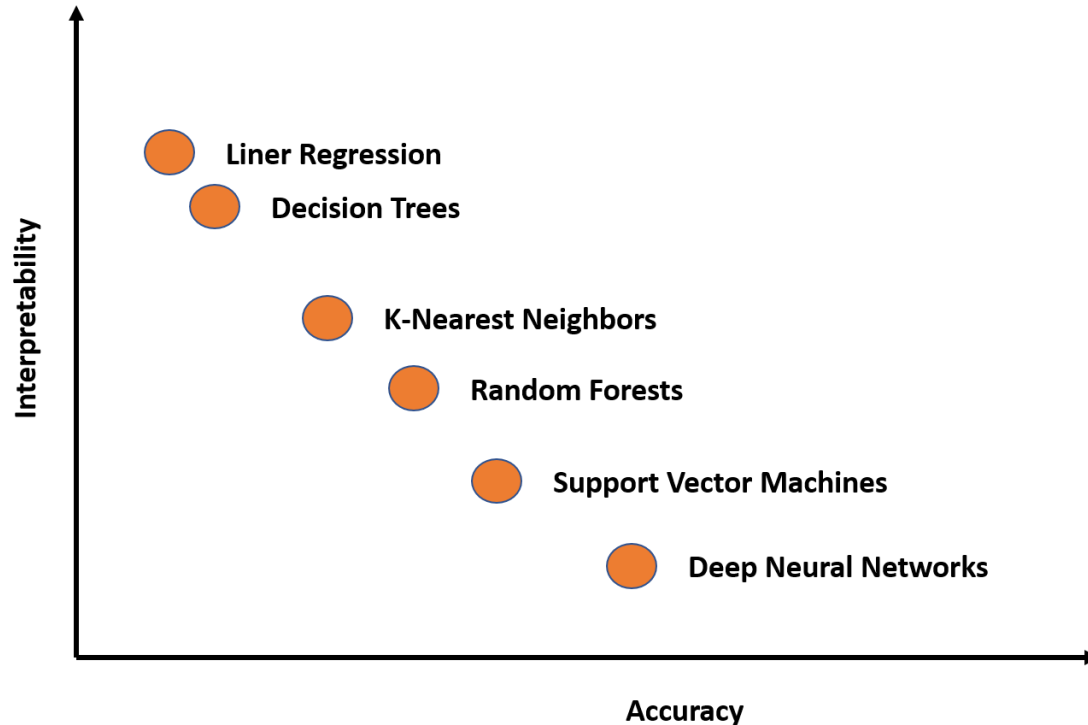 Liner Regression
Decision Trees
Interpretability
K-Nearest Neighbors
Random Forests
Support Vector Machines
Deep Neural Networks
Accuracy